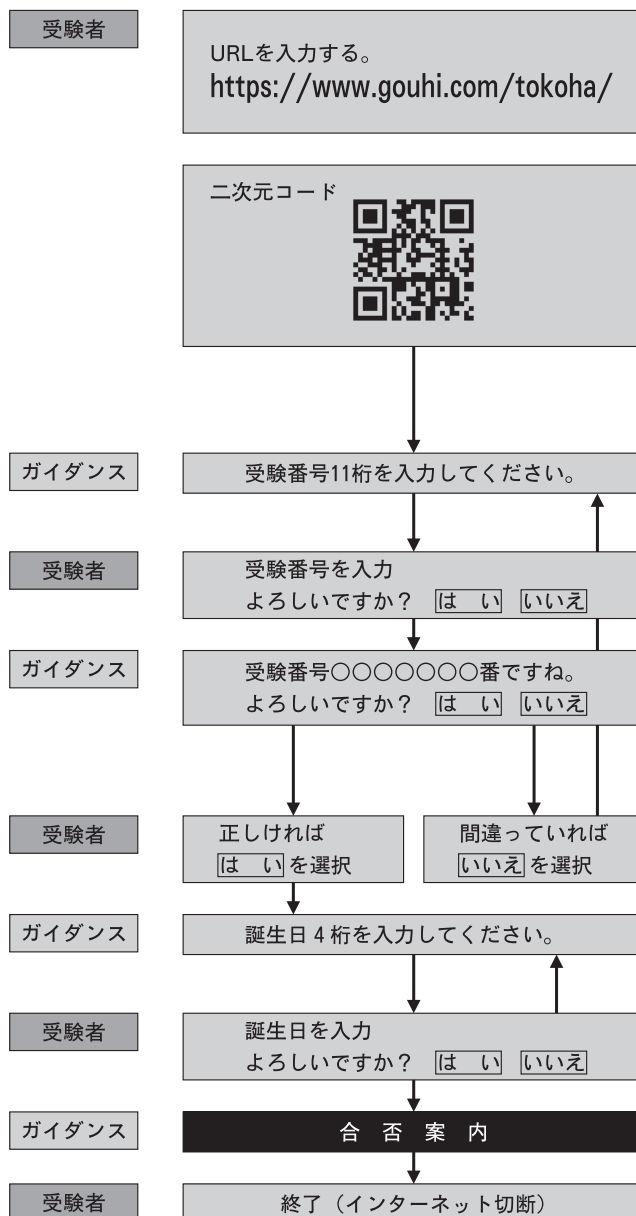 受験者
URLを入力する。
https://www.gouhi.com/tokoha/
二次元コード
ガイダンス
受験番号11桁を入力してください。
受験者
受験番号を入力
よろしいですか？ は い いいえ
ガイダンス
受験番号○○○○○○○番ですね。
よろしいですか？ は い いいえ
受験者
正しければ
は い を選択
間違っていれば
いいえ を選択
ガイダンス
誕生日4桁を入力してください。
受験者
誕生日を入力
よろしいですか？ は い いいえ
ガイダンス
合 否 案 内
受験者
終了（インターネット切断）